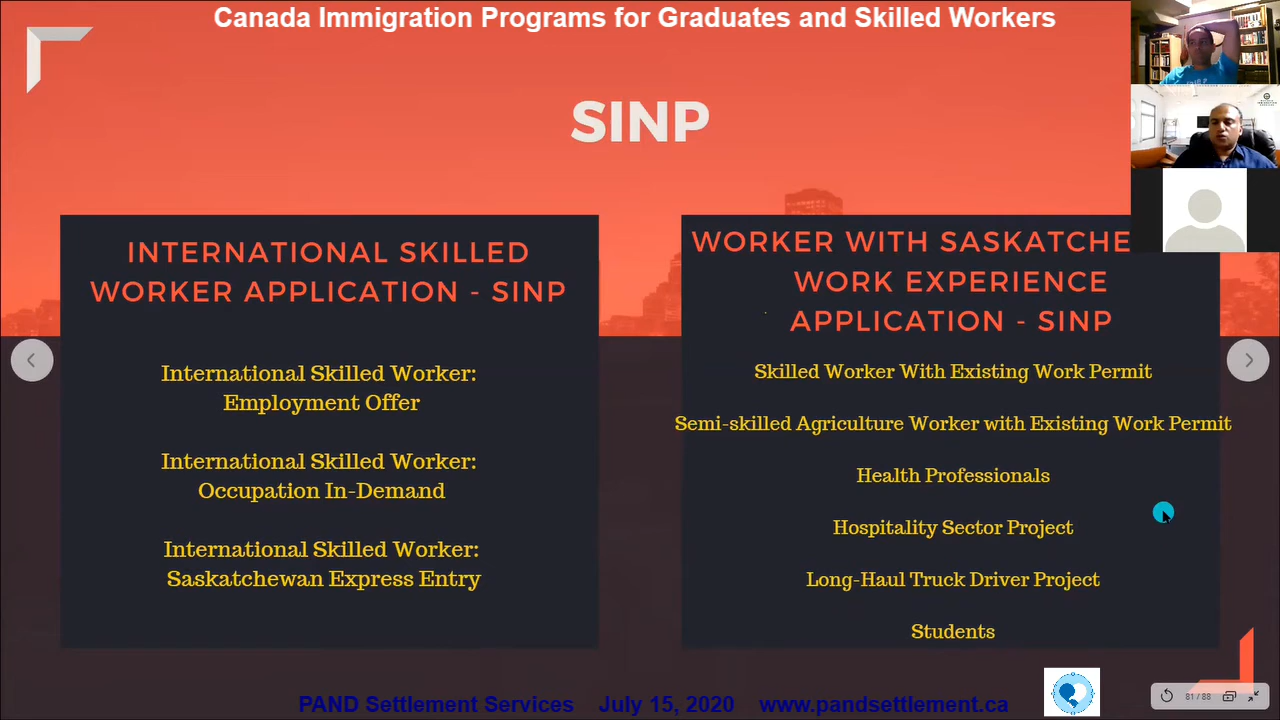 Canada Immigration Programs for Graduates and Skilled Workers
SINP
INTERNATIONAL SKILLED
WORKER APPLICATION - SINP
International Skilled Worker:
Employment Offer
International Skilled Worker:
Occupation In-Demand
International Skilled Worker:
Saskatchewan Express Entry
WORKER WITH SASKATCHE
WORK EXPERIENCE
APPLICATION - SINP
Skilled Worker With Existing Work Permit
Semi-skilled Agriculture Worker with Existing Work Permit
Health Professionals
Hospitality Sector Project
Long-Haul Truck Driver Project
Students
PAND Settlement Services July 15, 2020 www.pandsettlement.ca
81 / 88